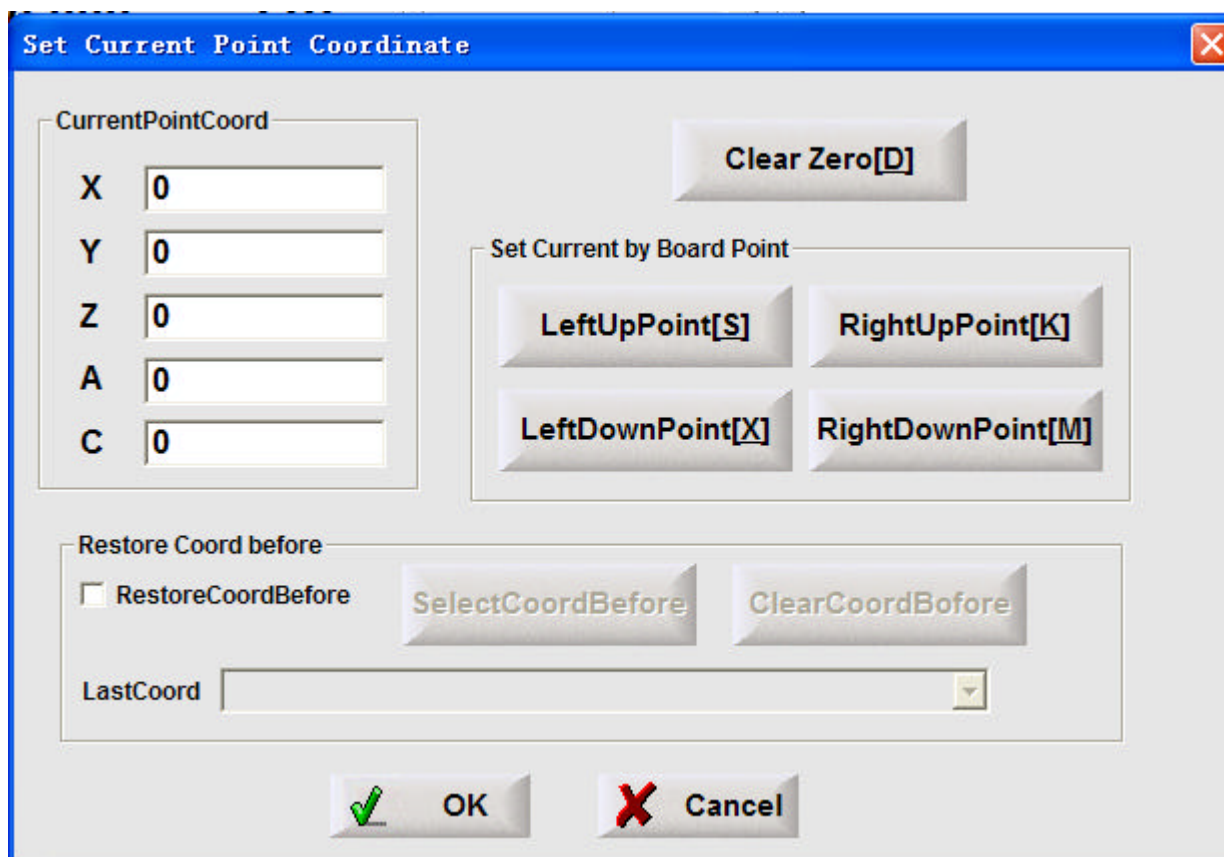 Set Current Point Coordinate
CurrentPointCoord
X 0
Y 0
Z 0
A 0
C 0
Clear Zero[D]
Set Current by Board Point
LeftUpPoint[S] RightUpPoint[K]
LeftDownPoint[X] RightDownPoint[M]
Restore Coord before
RestoreCoordBefore SelectCoordBefore ClearCoordBofore
LastCoord
OK Cancel